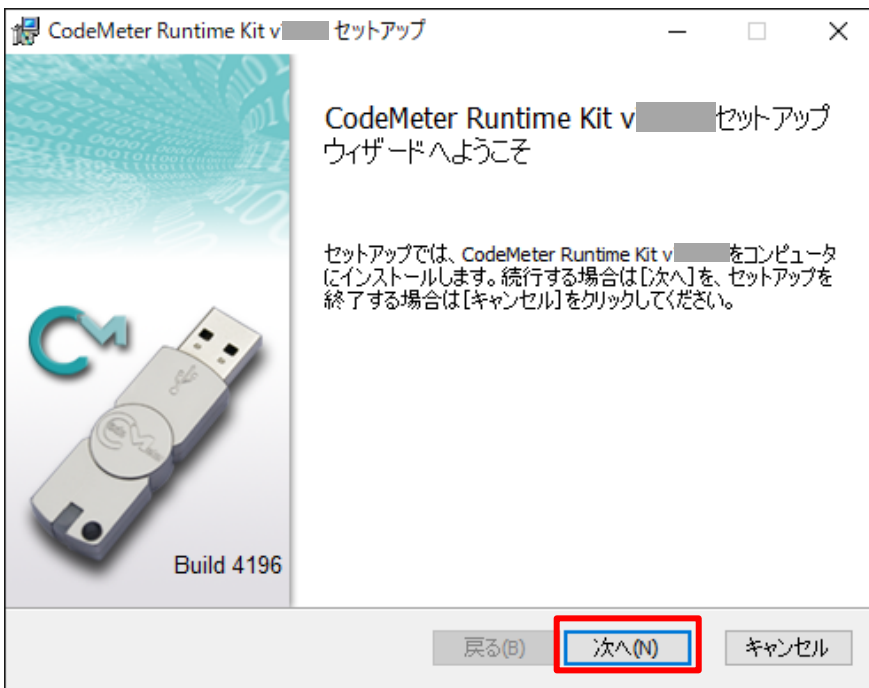 CodeMeter Runtime Kit v セットアップ
CodeMeter Runtime Kit v セットアップ
ウィザードへようこそ
セットアップでは、CodeMeter Runtime Kit v をコンピュータ
にインストールします。続行する場合は[次へ]を、セットアップを
終了する場合は[キャンセル]をクリックしてください。
Build 4196
戻る(B) 次へ(N) キャンセル